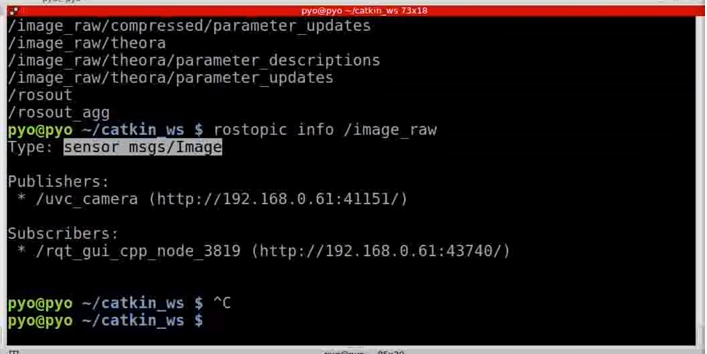 pyo@pyo ~/catkin_ws 73x18
/image_raw/compressed/parameter_updates
/image_raw/theora
/image_raw/theora/parameter_descriptions
/image_raw/theora/parameter_updates
/rosout
/rosout_agg
pyo@pyo ~/catkin_ws $ rostopic info /image_raw
Type: sensor_msgs/Image
Publishers:
* /uvc_camera (http://192.168.0.61:41151/)
Subscribers:
* /rqt_gui_cpp_node_3819 (http://192.168.0.61:43740/)
pyo@pyo ~/catkin_ws $ ^C
pyo@pyo ~/catkin_ws $